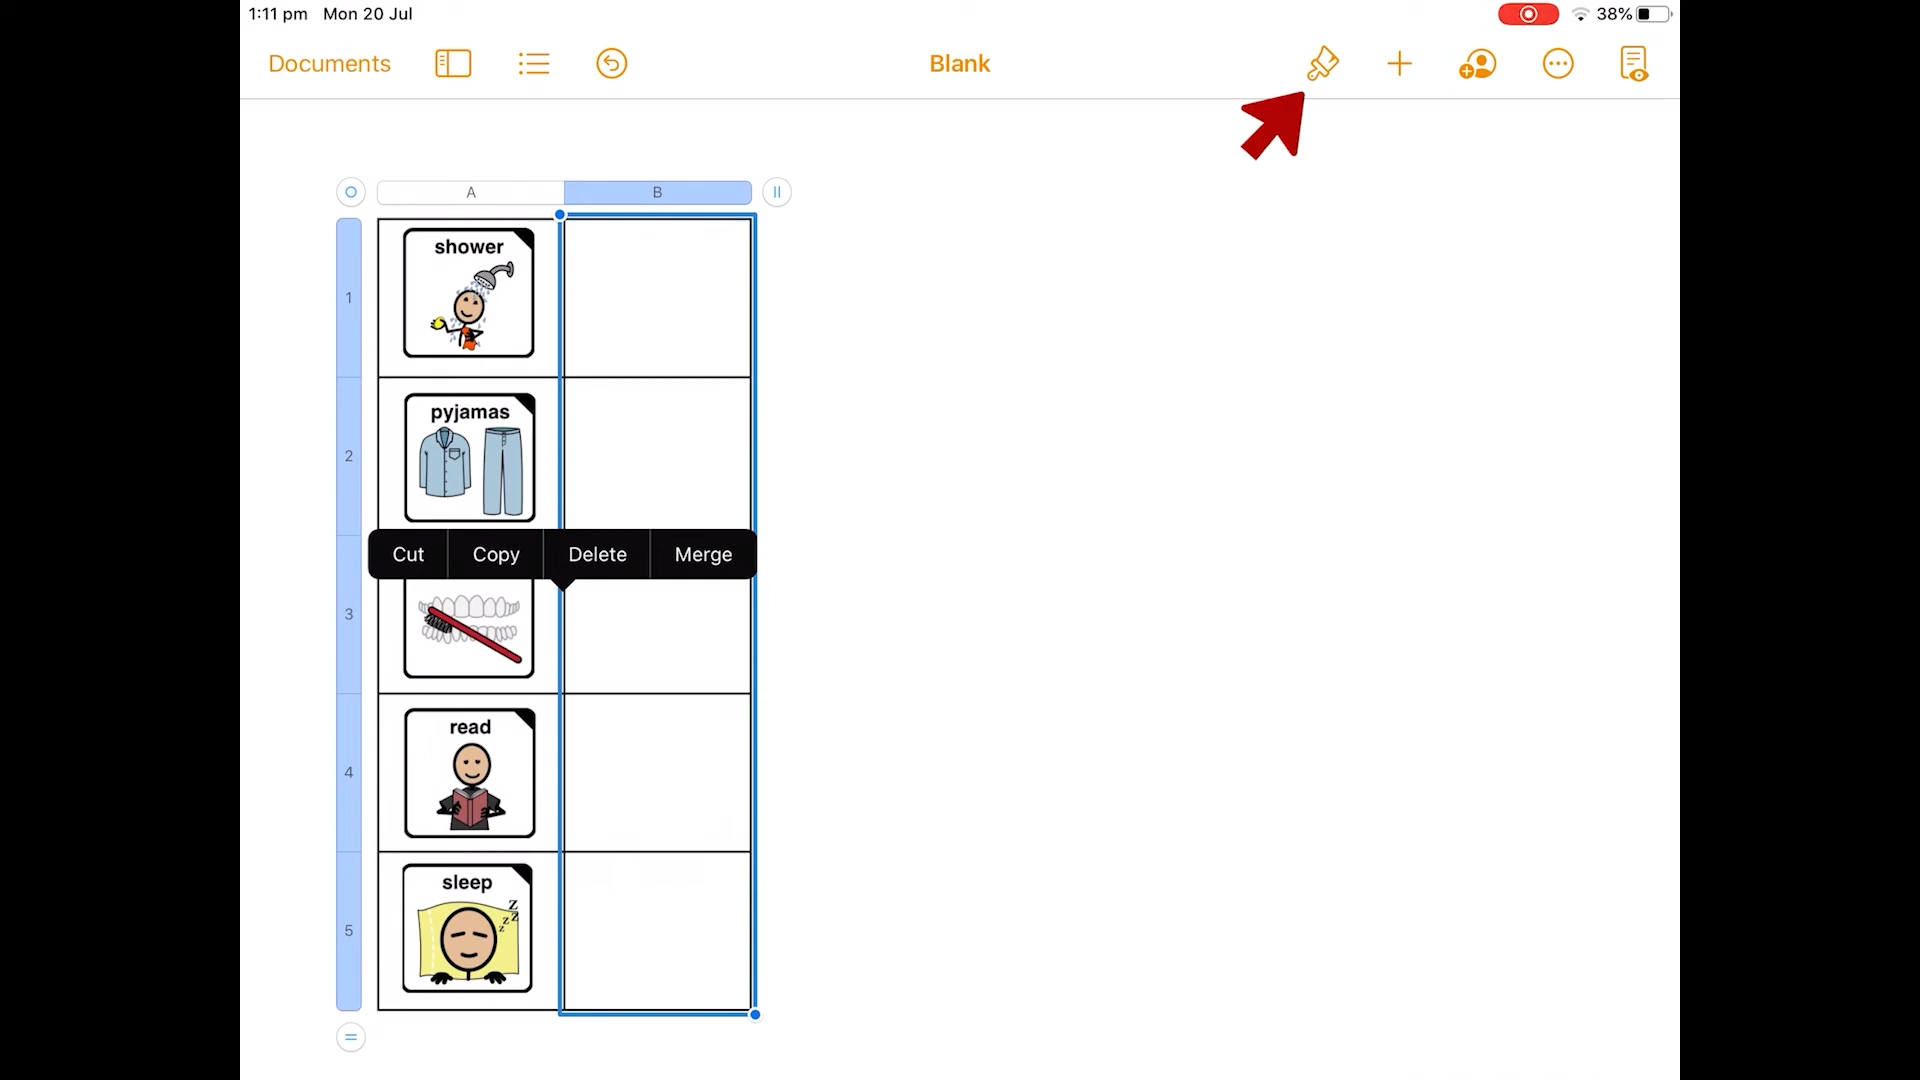 1:11 pm Mon 20 Jul 38%
Documents Blank
A B
1 shower
2 pyjamas
Cut Copy Delete Merge
3
4 read
5 sleep
z z z z